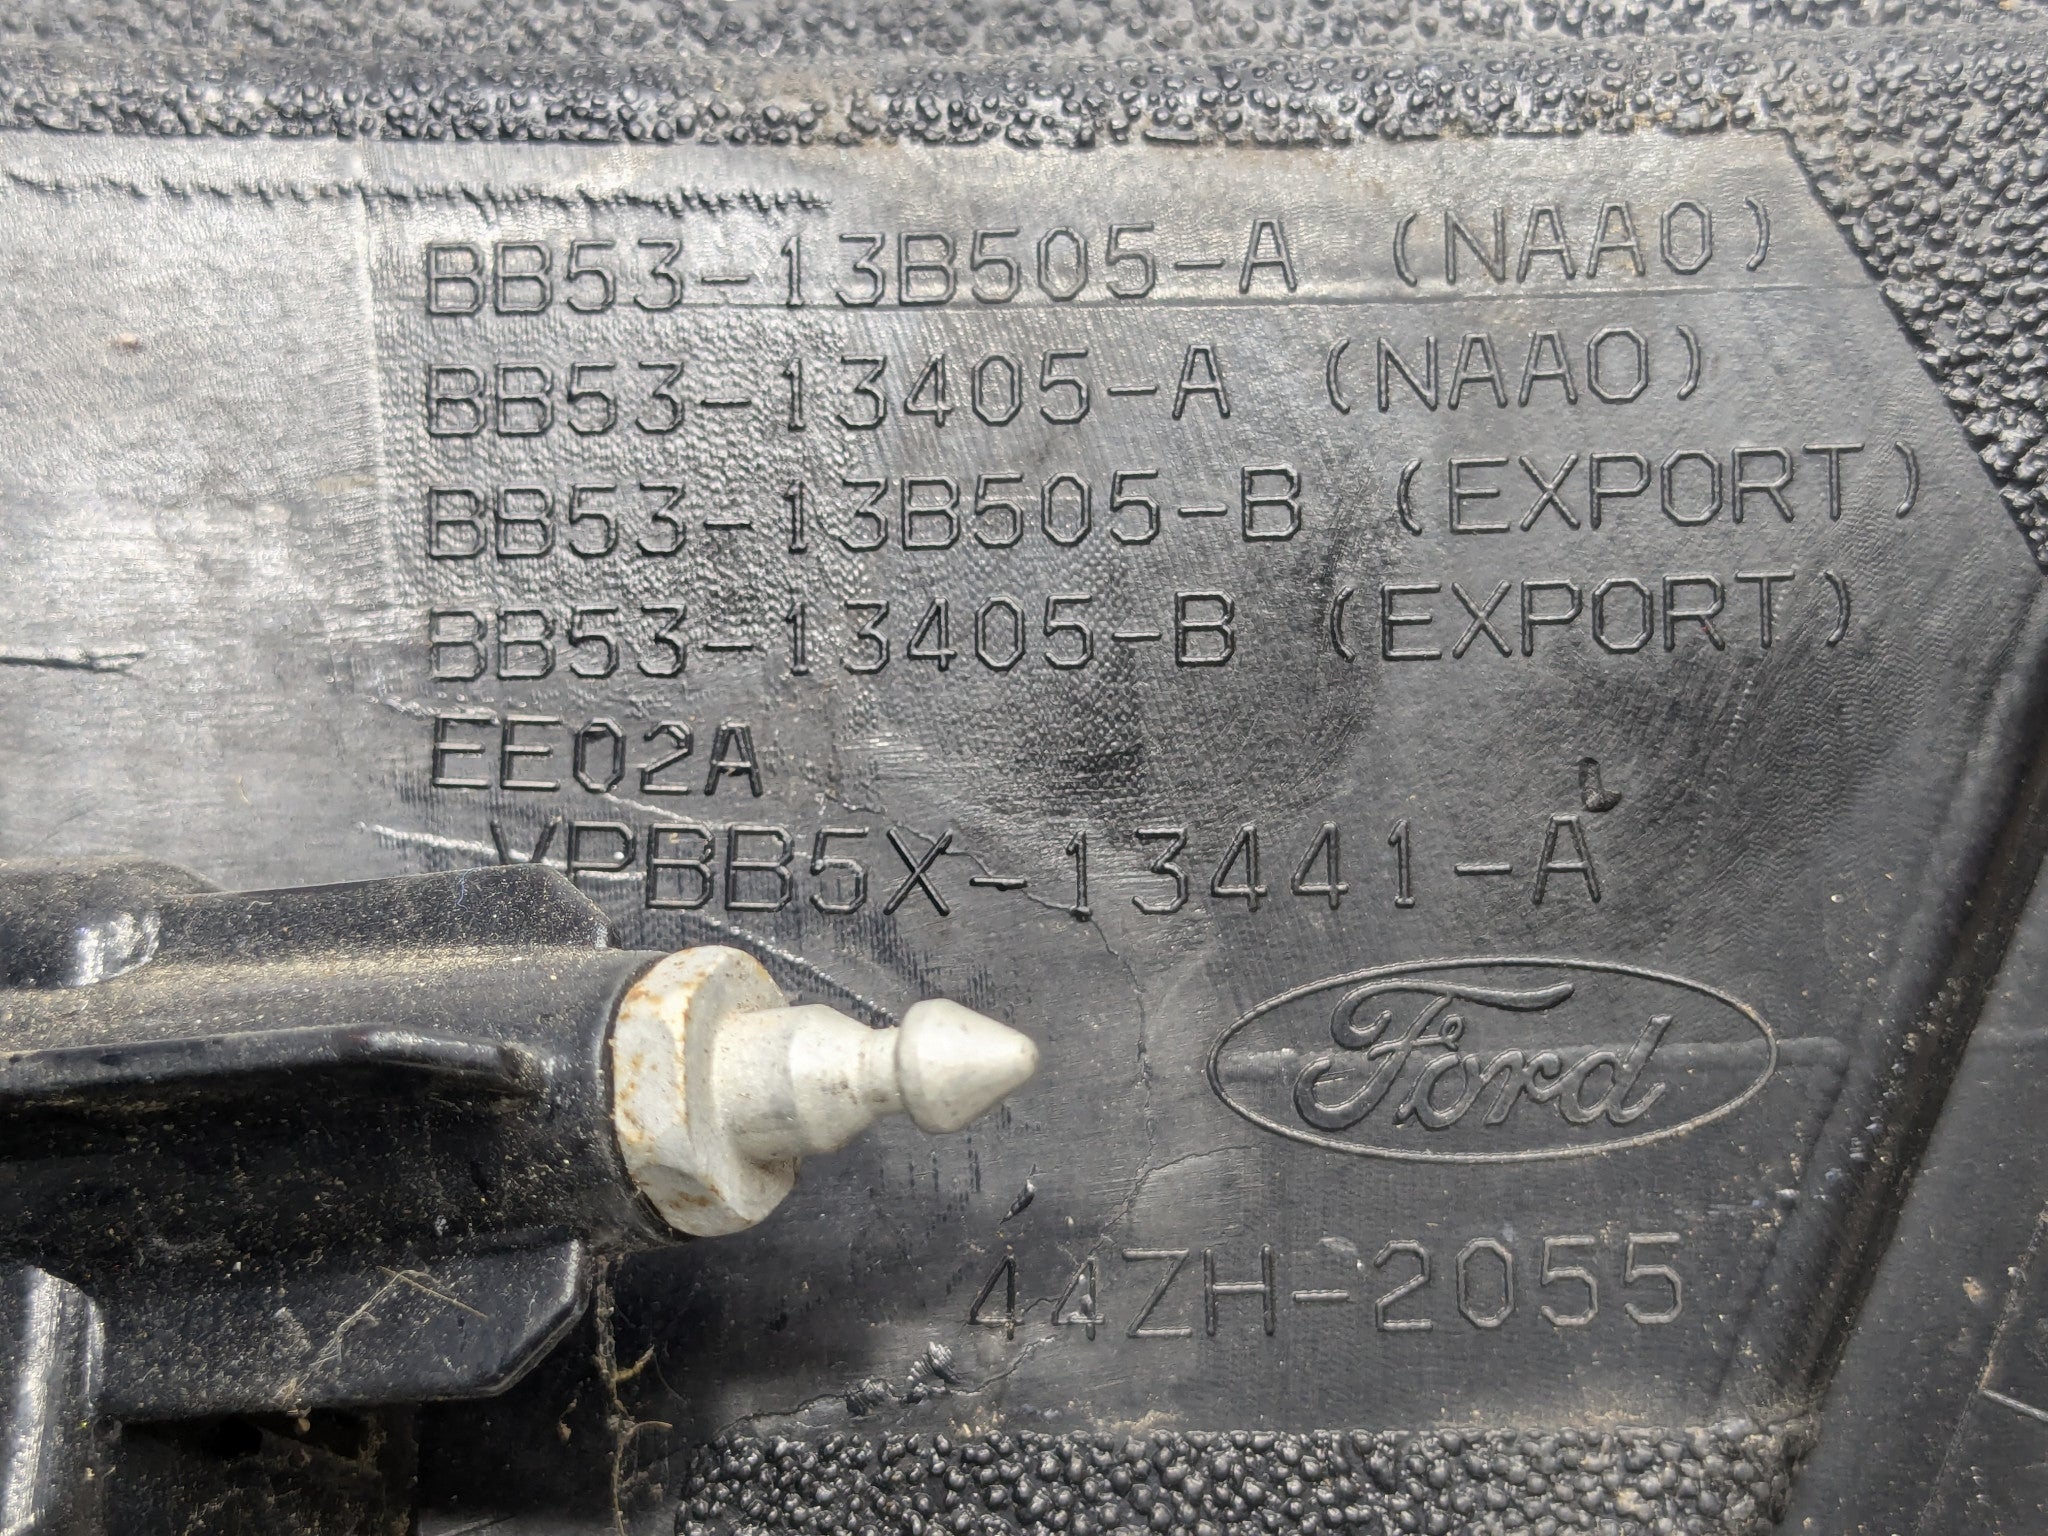 BB53-13B505-A (NAAO)
BB53-13405-A (NAAO)
BB53-13B505-B (EXPORT)
BB53-13405-B (EXPORT)
EE02A
VPBB5X-13441-A
Ford
44ZH-2055